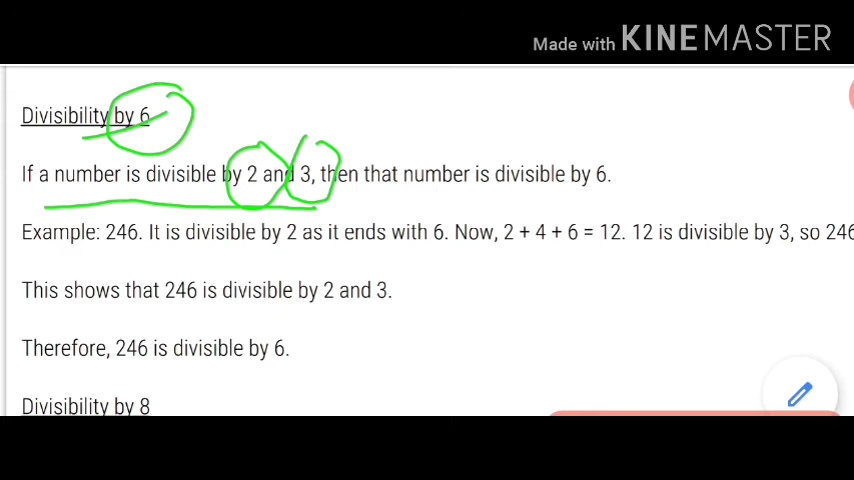 Made with KINEMASTER
Divisibility by 6
If a number is divisible by 2 and 3, then that number is divisible by 6.
Example: 246. It is divisible by 2 as it ends with 6. Now, 2 + 4 + 6 = 12. 12 is divisible by 3, so 246
This shows that 246 is divisible by 2 and 3.
Therefore, 246 is divisible by 6.
Divisibility by 8